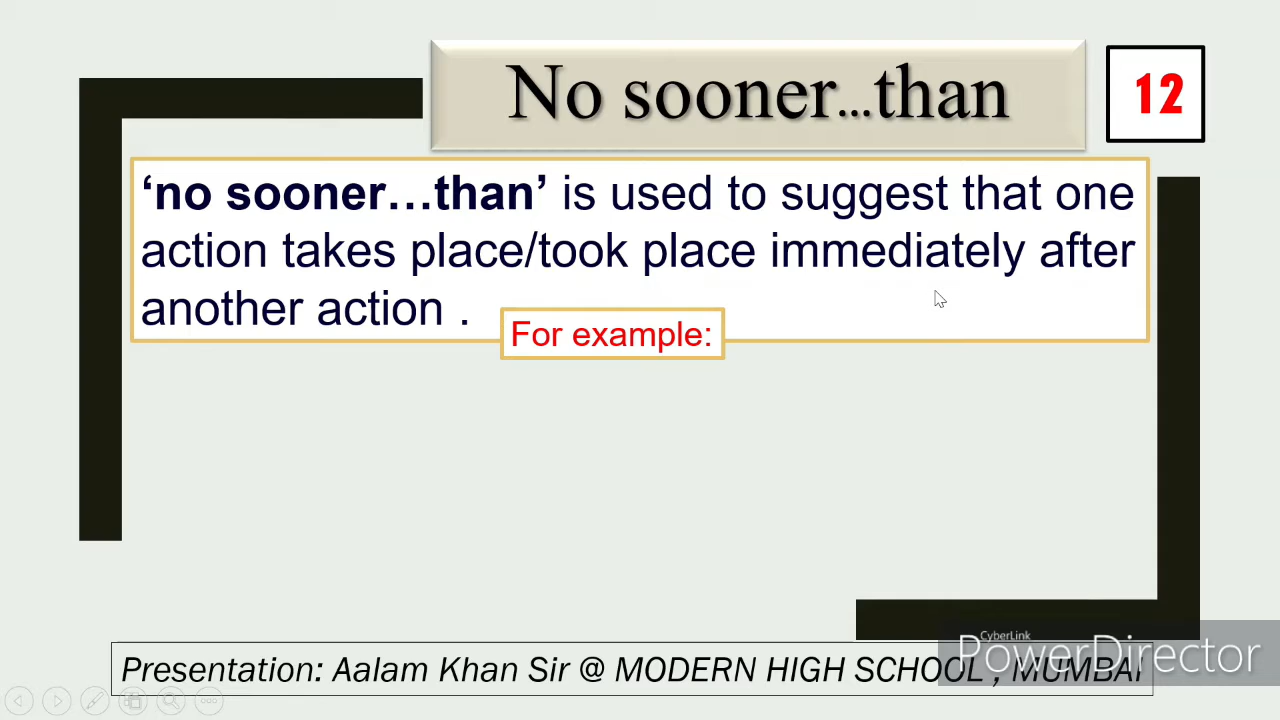 No sooner...than
12
‘no sooner…than’ is used to suggest that one
action takes place/took place immediately after
another action .
For example:
Presentation: Aalam Khan Sir @ MODERN HIGH SCHOOL , MUMBAI
CyberLink
PowerDirector